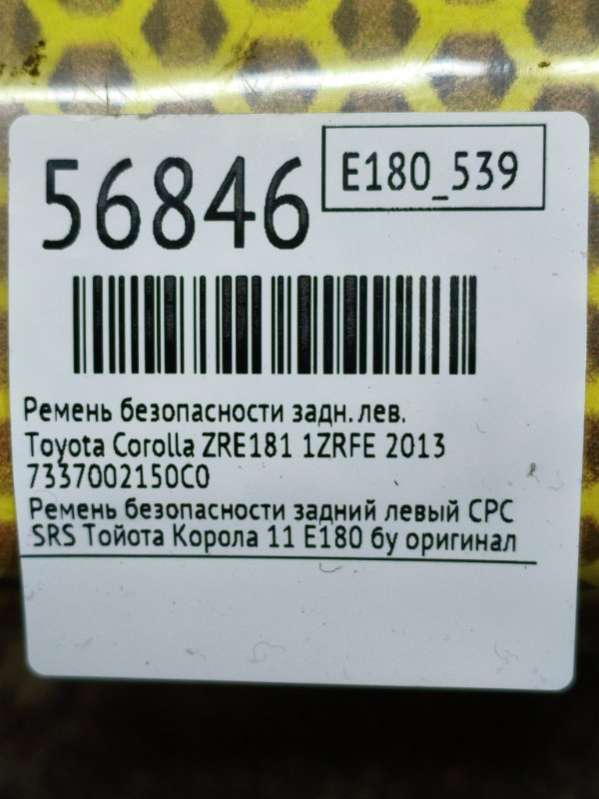 56846
E180_539
Ремень безопасности задн. лев.
Toyota Corolla ZRE181 1ZRFE 2013
7337002150C0
Ремень безопасности задний левый СРС
SRS Тойота Корола 11 E180 бу оригинал